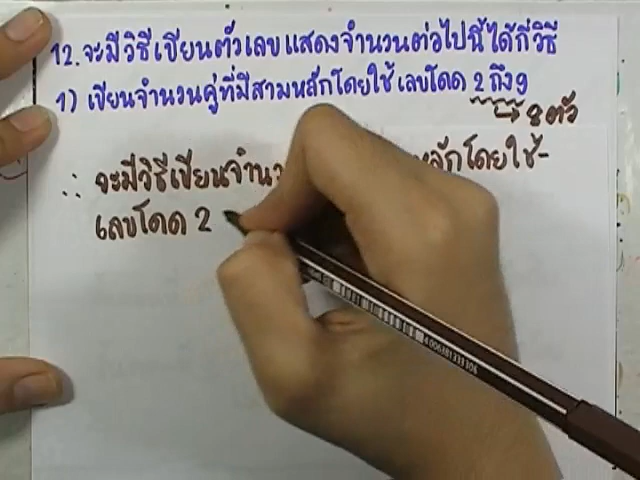 12. จะมีวิธีเขียนตัวเลขแสดงจำนวนต่อไปนี้ได้กี่วิธี
1) เขียนจำนวนคู่ที่มีสามหลักโดยใช้เลขโดด 2 ถึง 9
8 ตัว
∴ จะมีวิธีเขียนจำนว หลักโดยใช้-
เลขโดด 2